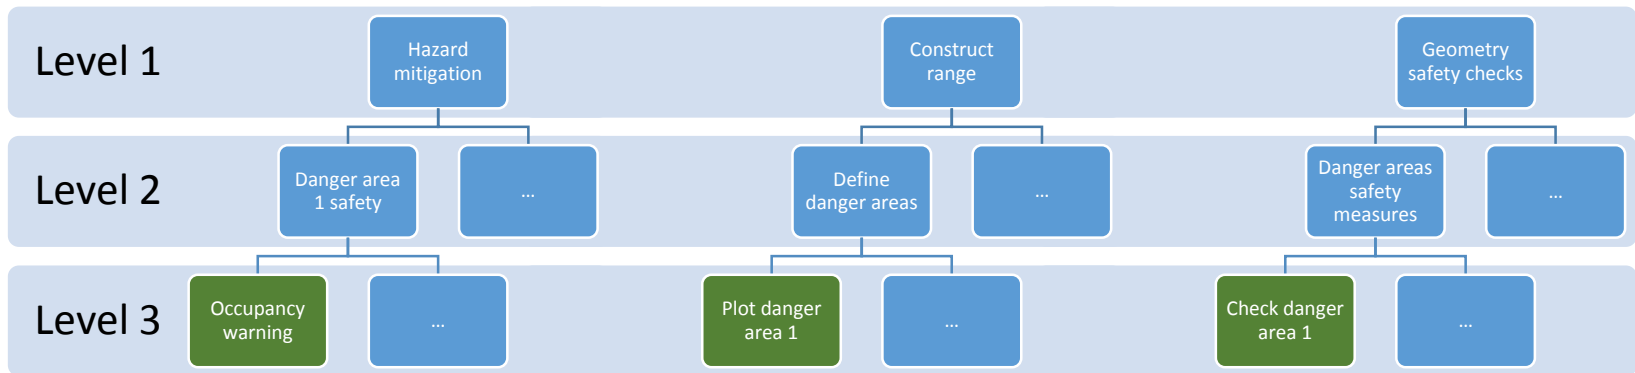 Level 1
Hazard
mitigation
Construct
range
Geometry
safety checks
Level 2
Danger area
1 safety
...
Define
danger areas
...
Danger areas
safety
measures
...
Level 3
Occupancy
warning
...
Plot danger
area 1
...
Check danger
area 1
...